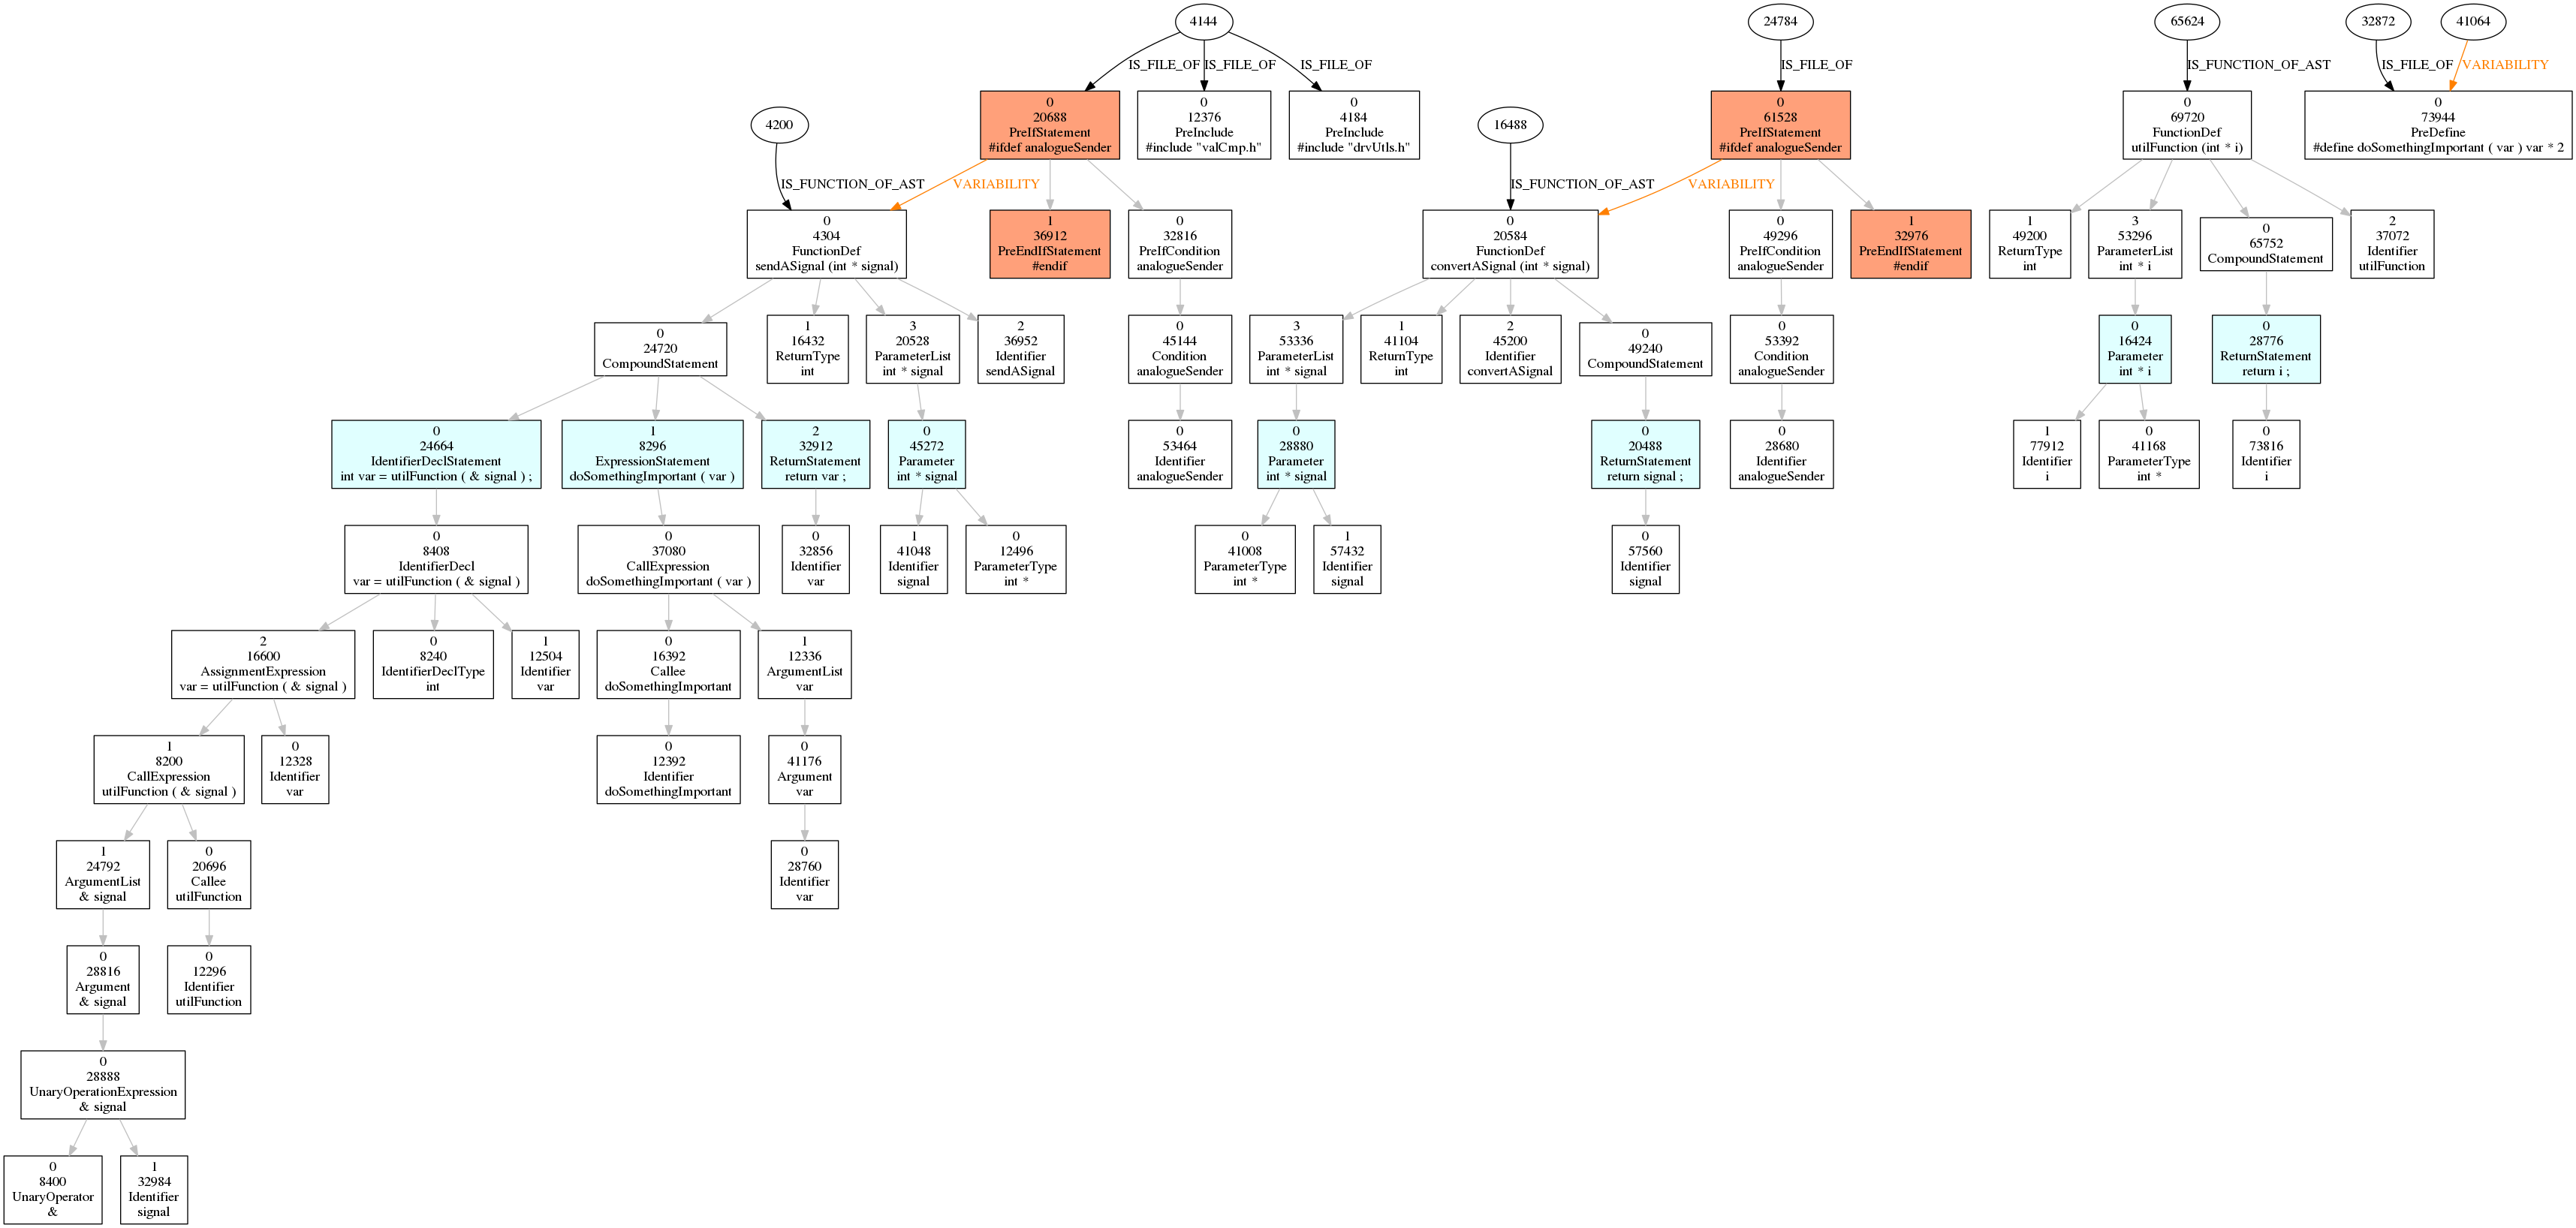 4144
24784
65624
32872
41064
IS_FILE_OF
IS_FILE_OF
IS_FILE_OF
IS_FILE_OF
IS_FUNCTION_OF_AST
IS_FILE_OF
VARIABILITY
4200
0
20688
PreIfStatement
#ifdef analogueSender
0
12376
PreInclude
#include "valCmp.h"
0
4184
PreInclude
#include "drvUtls.h"
16488
0
61528
PreIfStatement
#ifdef analogueSender
0
69720
FunctionDef
utilFunction (int * i)
0
73944
PreDefine
#define doSomethingImportant ( var ) var * 2
IS_FUNCTION_OF_AST
VARIABILITY
IS_FUNCTION_OF_AST
VARIABILITY
0
4304
FunctionDef
sendASignal (int * signal)
1
36912
PreEndIfStatement
#endif
0
32816
PreIfCondition
analogueSender
0
20584
FunctionDef
convertASignal (int * signal)
0
49296
PreIfCondition
analogueSender
1
32976
PreEndIfStatement
#endif
1
49200
ReturnType
int
3
53296
ParameterList
int * i
0
65752
CompoundStatement
2
37072
Identifier
utilFunction
0
24720
CompoundStatement
1
16432
ReturnType
int
3
20528
ParameterList
int * signal
2
36952
Identifier
sendASignal
0
45144
Condition
analogueSender
3
53336
ParameterList
int * signal
1
41104
ReturnType
int
2
45200
Identifier
convertASignal
0
49240
CompoundStatement
0
53392
Condition
analogueSender
0
16424
Parameter
int * i
0
28776
ReturnStatement
return i ;
0
24664
IdentifierDeclStatement
int var = utilFunction ( & signal ) ;
1
8296
ExpressionStatement
doSomethingImportant ( var )
2
32912
ReturnStatement
return var ;
0
45272
Parameter
int * signal
0
53464
Identifier
analogueSender
0
28880
Parameter
int * signal
0
20488
ReturnStatement
return signal ;
0
28680
Identifier
analogueSender
1
77912
Identifier
i
0
41168
ParameterType
int *
0
73816
Identifier
i
0
8408
IdentifierDecl
var = utilFunction ( & signal )
0
37080
CallExpression
doSomethingImportant ( var )
0
32856
Identifier
var
1
41048
Identifier
signal
0
12496
ParameterType
int *
0
41008
ParameterType
int *
1
57432
Identifier
signal
0
57560
Identifier
signal
2
16600
AssignmentExpression
var = utilFunction ( & signal )
0
8240
IdentifierDeclType
int
1
12504
Identifier
var
0
16392
Callee
doSomethingImportant
1
12336
ArgumentList
var
1
8200
CallExpression
utilFunction ( & signal )
0
12328
Identifier
var
0
12392
Identifier
doSomethingImportant
0
41176
Argument
var
1
24792
ArgumentList
& signal
0
20696
Callee
utilFunction
0
28760
Identifier
var
0
28816
Argument
& signal
0
12296
Identifier
utilFunction
0
28888
UnaryOperationExpression
& signal
0
8400
UnaryOperator
&
1
32984
Identifier
signal